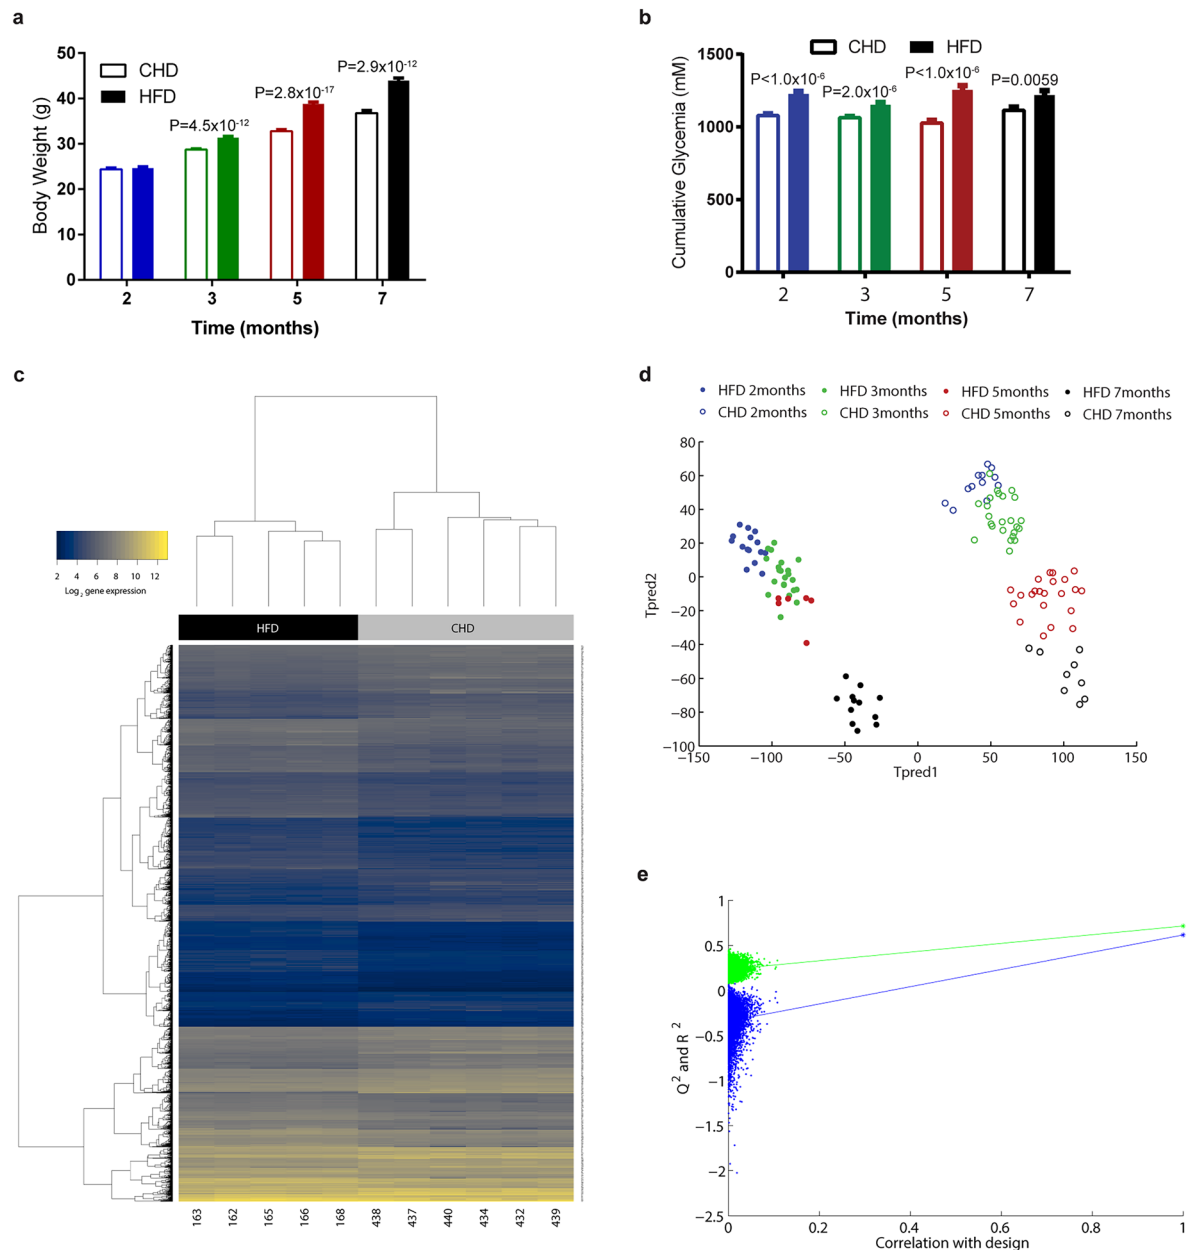 a
CHD
HFD
P=4.5x10-12
P=2.8x10-17
P=2.9x10-12
Body Weight (g)
50
40
30
20
10
0
2
3
5
7
Time (months)
b
CHD
HFD
P<1.0x10-6
P=2.0x10-6
P<1.0x10-6
P=0.0059
Cumulative Glycemia (mM)
1500
1000
500
0
2
3
5
7
Time (months)
c
2 4 6 8 10 12
Log2 gene expression
HFD
CHD
163
162
165
166
168
438
437
440
434
432
439
d
HFD 2months
HFD 3months
HFD 5months
HFD 7months
CHD 2months
CHD 3months
CHD 5months
CHD 7months
Tpred2
80
60
40
20
0
−20
−40
−60
−80
−100
−150
−100
−50
0
50
100
150
Tpred1
e
Q2 and R2
1
0.5
0
−0.5
−1
−1.5
−2
−2.5
0
0.2
0.4
0.6
0.8
1
Correlation with design